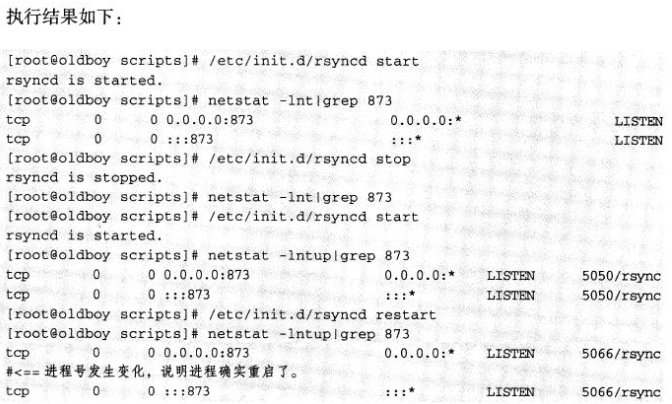 执行结果如下：
[root@oldboy scripts]# /etc/init.d/rsyncd start
rsyncd is started.
[root@oldboy scripts]# netstat -lnt|grep 873
tcp 0 0 0.0.0.0:873 0.0.0.0:* LISTEN
tcp 0 0 :::873 :::* LISTEN
[root@oldboy scripts]# /etc/init.d/rsyncd stop
rsyncd is stopped.
[root@oldboy scripts]# netstat -lnt|grep 873
[root@oldboy scripts]# /etc/init.d/rsyncd start
rsyncd is started.
[root@oldboy scripts]# netstat -lntup|grep 873
tcp 0 0 0.0.0.0:873 0.0.0.0:* LISTEN 5050/rsync
tcp 0 0 :::873 :::* LISTEN 5050/rsync
[root@oldboy scripts]# /etc/init.d/rsyncd restart
[root@oldboy scripts]# netstat -lntup|grep 873
tcp 0 0 0.0.0.0:873 0.0.0.0:* LISTEN 5066/rsync
#<== 进程号发生变化，说明进程确实重启了。
tcp 0 0 :::873 :::* LISTEN 5066/rsync